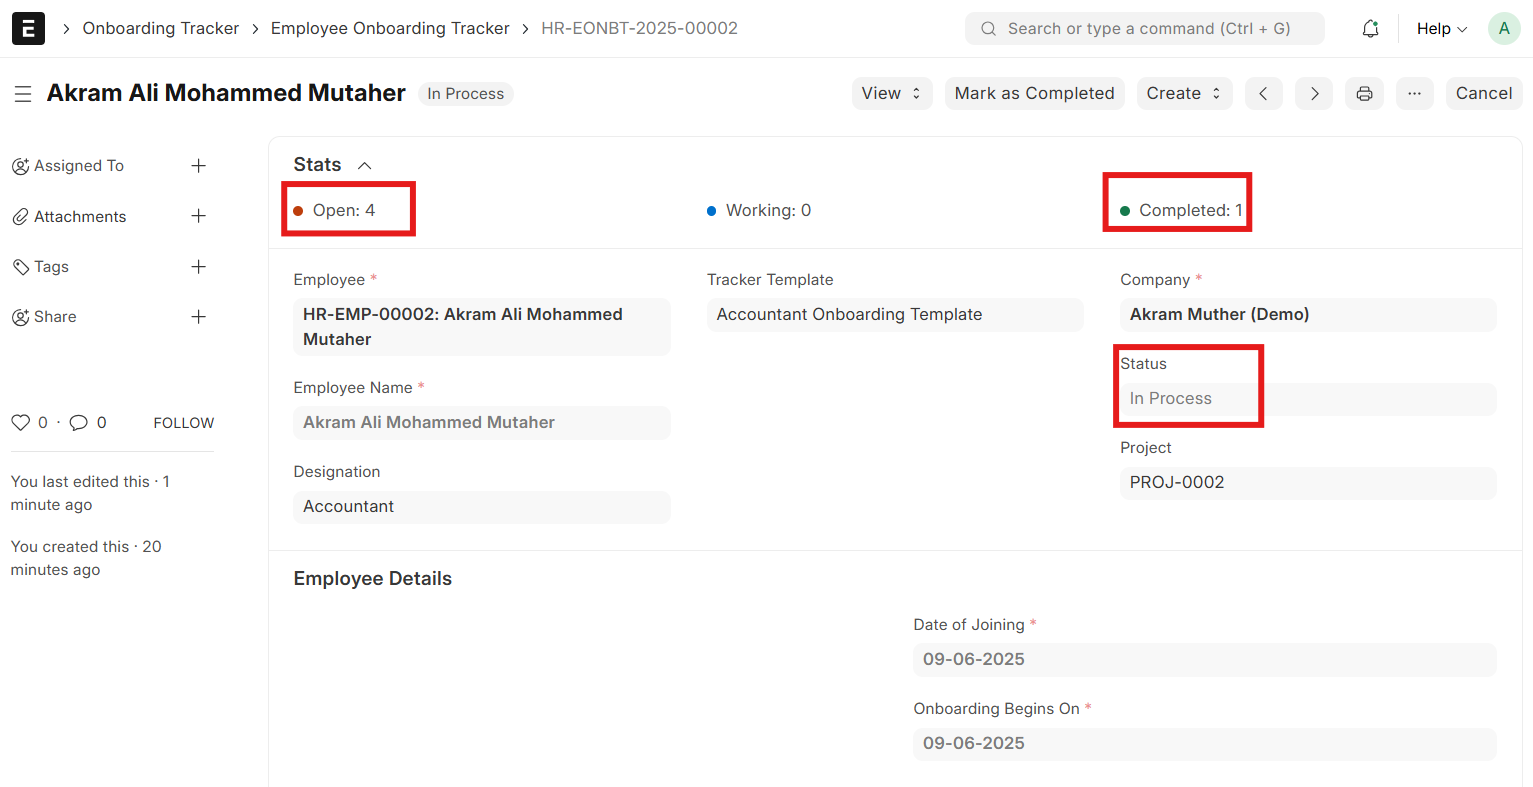 E
Onboarding Tracker
Employee Onboarding Tracker
HR-EONBT-2025-00002
Search or type a command (Ctrl + G)
Help
A
Akram Ali Mohammed Mutaher
In Process
View
Mark as Completed
Create
···
Cancel
Assigned To
Attachments
Tags
Share
0 · 0
FOLLOW
You last edited this · 1
minute ago
You created this · 20
minutes ago
Stats
Open: 4
Working: 0
Completed: 1
Employee *
HR-EMP-00002: Akram Ali Mohammed
Mutaher
Employee Name *
Akram Ali Mohammed Mutaher
Designation
Accountant
Tracker Template
Accountant Onboarding Template
Company *
Akram Muther (Demo)
Status
In Process
Project
PROJ-0002
Employee Details
Date of Joining *
09-06-2025
Onboarding Begins On *
09-06-2025